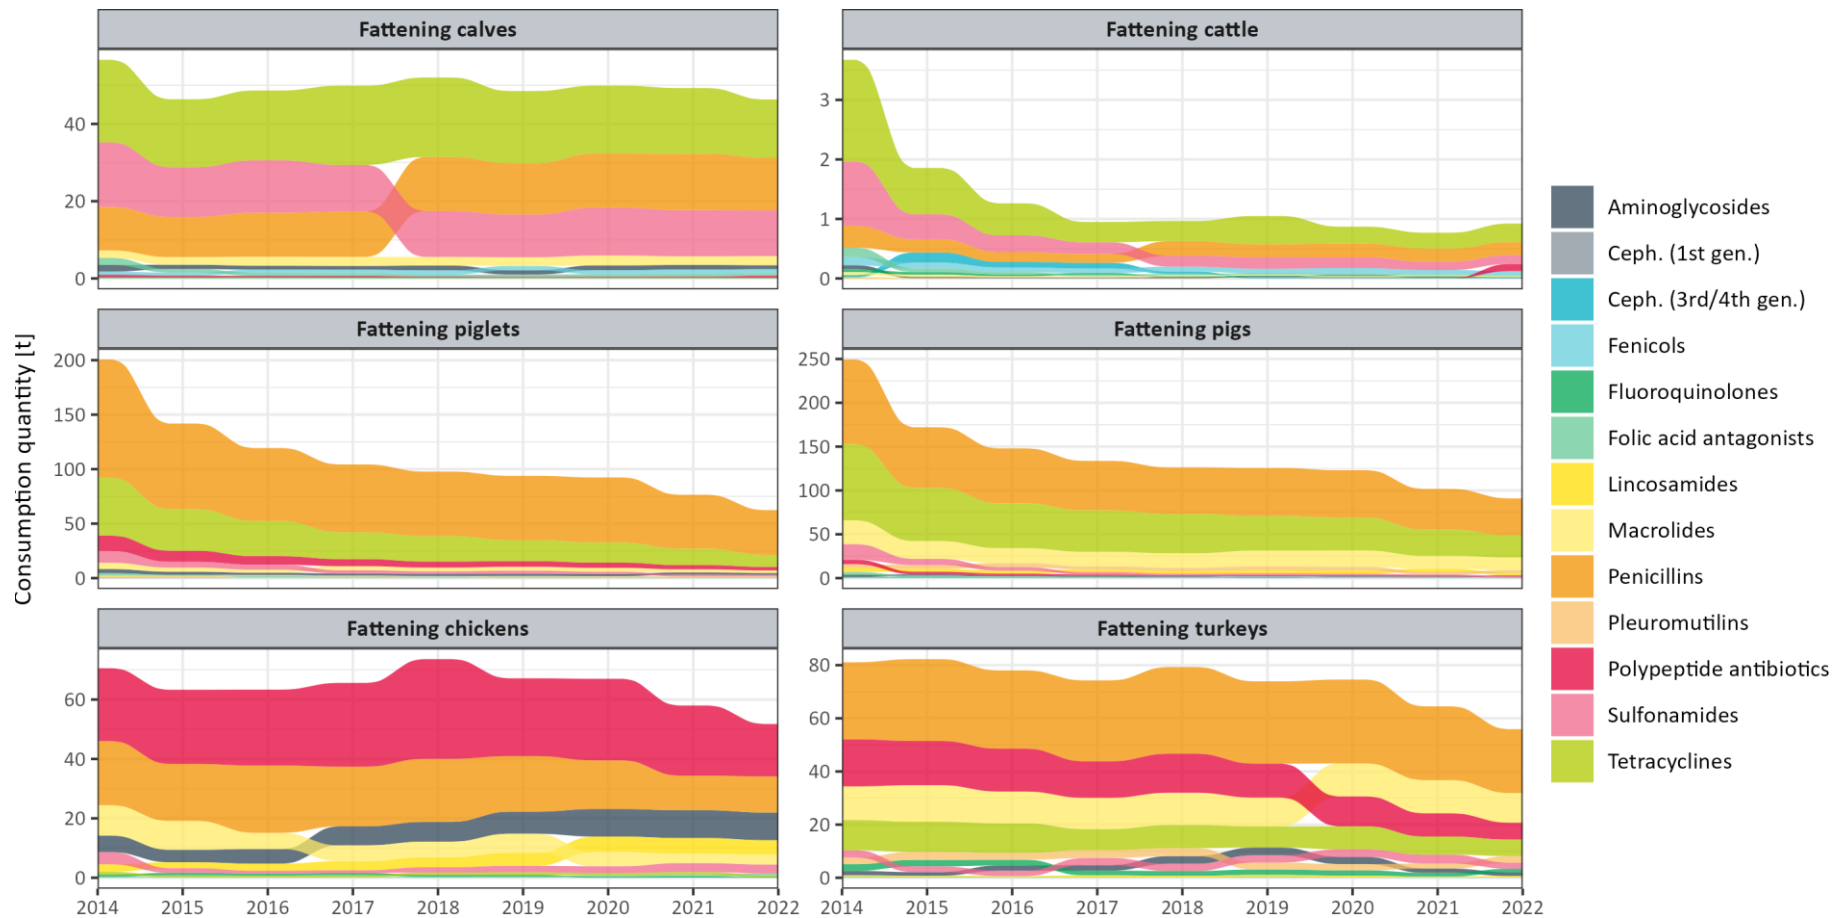 Fattening calves
Fattening cattle
40
20
0
3
2
1
0
Fattening piglets
Fattening pigs
Consumption quantity [t]
200
150
100
50
0
250
200
150
100
50
0
Fattening chickens
Fattening turkeys
60
40
20
0
80
60
40
20
0
2014 2015 2016 2017 2018 2019 2020 2021 2022
2014 2015 2016 2017 2018 2019 2020 2021 2022
Aminoglycosides
Ceph. (1st gen.)
Ceph. (3rd/4th gen.)
Fenicols
Fluoroquinolones
Folic acid antagonists
Lincosamides
Macrolides
Penicillins
Pleuromutilins
Polypeptide antibiotics
Sulfonamides
Tetracyclines